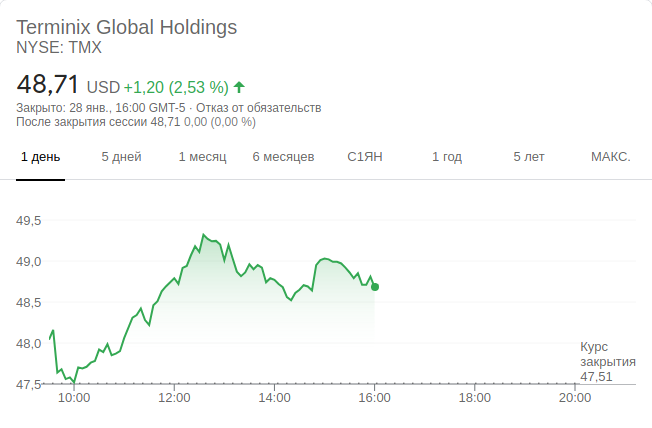 Terminix Global Holdings
NYSE: TMX
48,71 USD +1,20 (2,53 %)
Закрыто: 28 янв., 16:00 GMT-5 · Отказ от обязательств
После закрытия сессии 48,71 0,00 (0,00 %)
1 день 5 дней 1 месяц 6 месяцев С1ЯН 1 год 5 лет МАКС.
49,5
49,0
48,5
48,0
47,5
Курс
закрытия
47,51
10:00 12:00 14:00 16:00 18:00 20:00